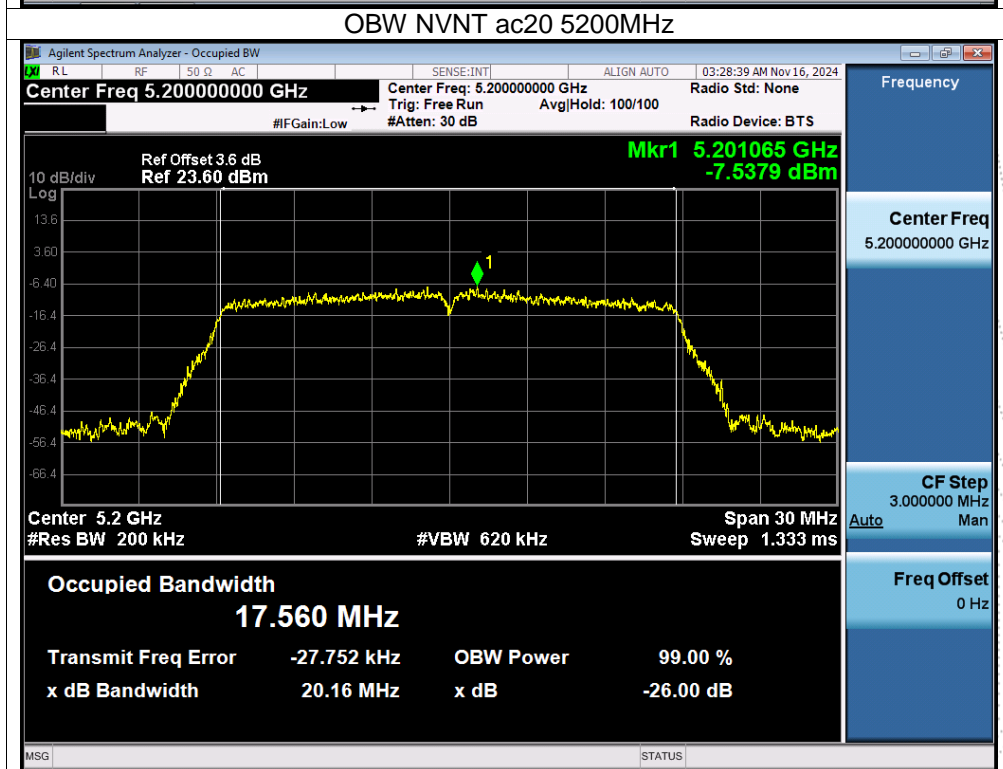 OBW NVNT ac20 5200MHz
Agilent Spectrum Analyzer - Occupied BW
LXI RL RF 50 Ω AC SENSE:INT ALIGN AUTO 03:28:39 AM Nov 16, 2024
Center Freq 5.200000000 GHz Center Freq: 5.200000000 GHz Radio Std: None
Trig: Free Run Avg|Hold: 100/100
#IFGain:Low #Atten: 30 dB Radio Device: BTS
Mkr1 5.201065 GHz
-7.5379 dBm
Ref Offset 3.6 dB
10 dB/div Ref 23.60 dBm
Log
13.6
3.60
1
-6.40
-16.4
-26.4
-36.4
-46.4
-56.4
-66.4
Center 5.2 GHz Span 30 MHz
#Res BW 200 kHz #VBW 620 kHz Sweep 1.333 ms
Occupied Bandwidth
17.560 MHz
Transmit Freq Error -27.752 kHz OBW Power 99.00 %
x dB Bandwidth 20.16 MHz x dB -26.00 dB
Frequency
Center Freq
5.200000000 GHz
CF Step
3.000000 MHz
Auto Man
Freq Offset
0 Hz
MSG STATUS